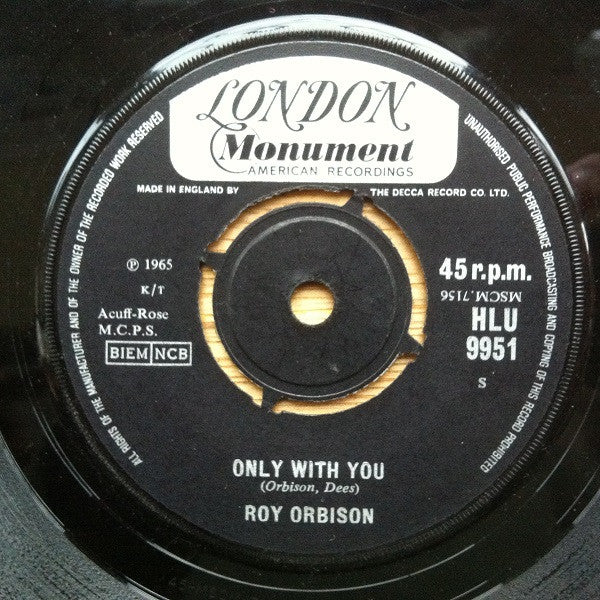 LONDON
Monument
AMERICAN RECORDINGS
MADE IN ENGLAND BY THE DECCA RECORD CO. LTD.
ALL RIGHTS OF THE MANUFACTURER AND OF THE OWNER OF THE RECORDED WORK RESERVED
UNAUTHORISED PUBLIC PERFORMANCE BROADCASTING AND COPYING OF THIS RECORD PROHIBITED
℗ 1965
K/T
Acuff-Rose
M.C.P.S.
BIEM NCB
45 r.p.m.
MSCM.7156
HLU
9951
S
ONLY WITH YOU
(Orbison, Dees)
ROY ORBISON